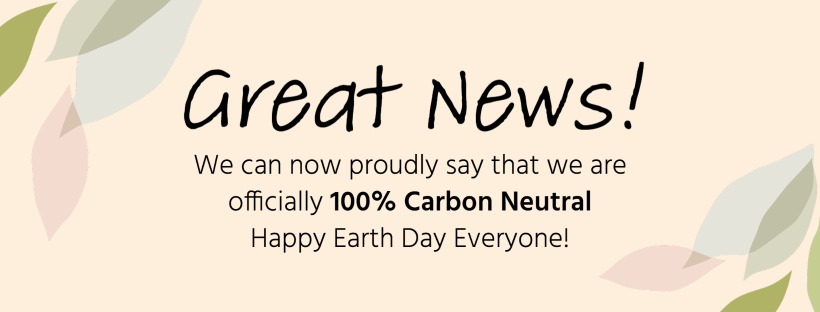 Great News!
We can now proudly say that we are
officially 100% Carbon Neutral
Happy Earth Day Everyone!